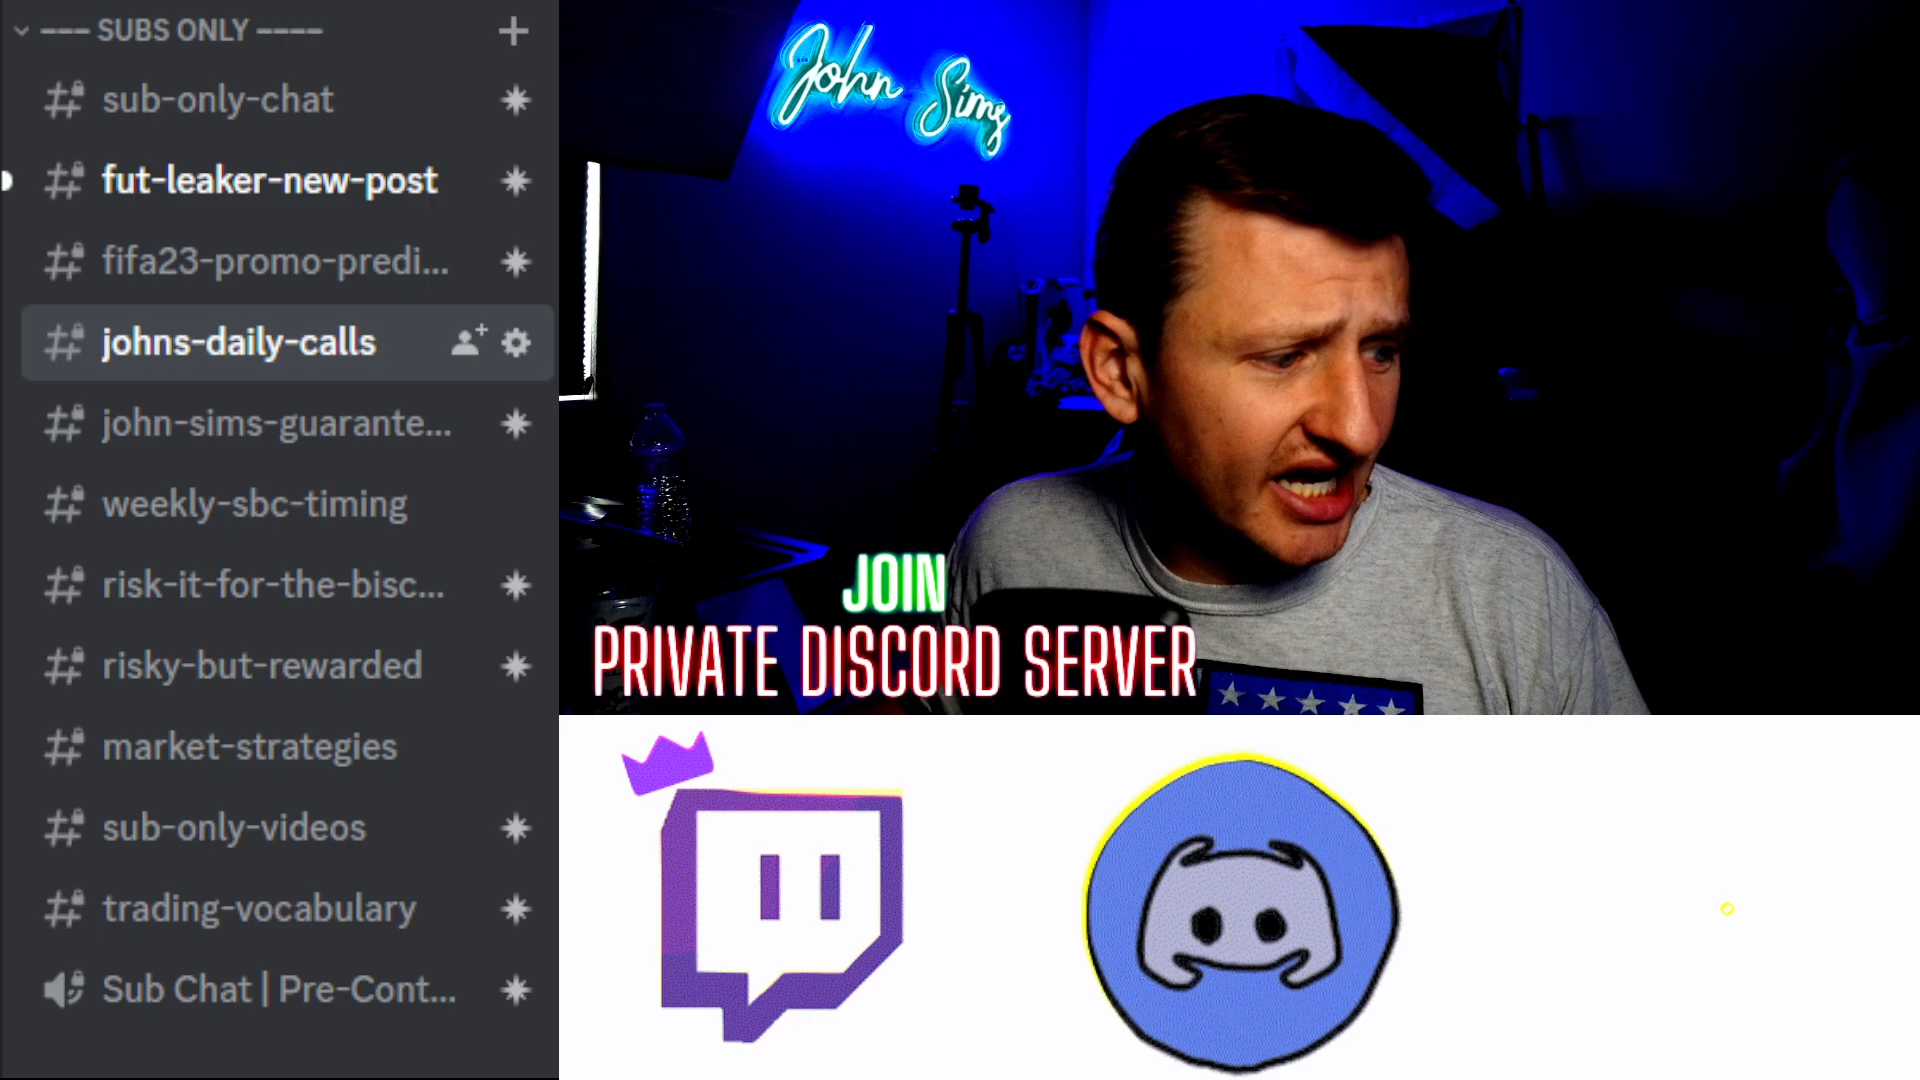 --- SUBS ONLY ----
sub-only-chat
fut-leaker-new-post
fifa23-promo-predi...
johns-daily-calls
john-sims-guarante...
weekly-sbc-timing
risk-it-for-the-bisc...
risky-but-rewarded
market-strategies
sub-only-videos
trading-vocabulary
Sub Chat | Pre-Cont...
John Sims
JOIN
PRIVATE DISCORD SERVER